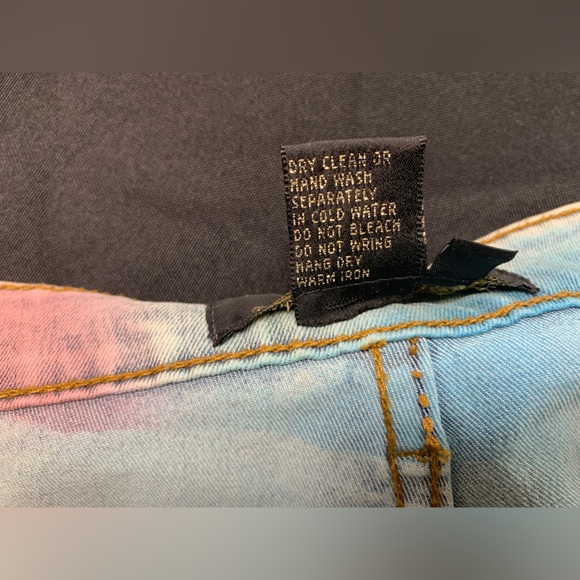 DRY CLEAN OR
HAND WASH
SEPARATELY
IN COLD WATER
DO NOT BLEACH
DO NOT WRING
HANG DRY
WARM IRON